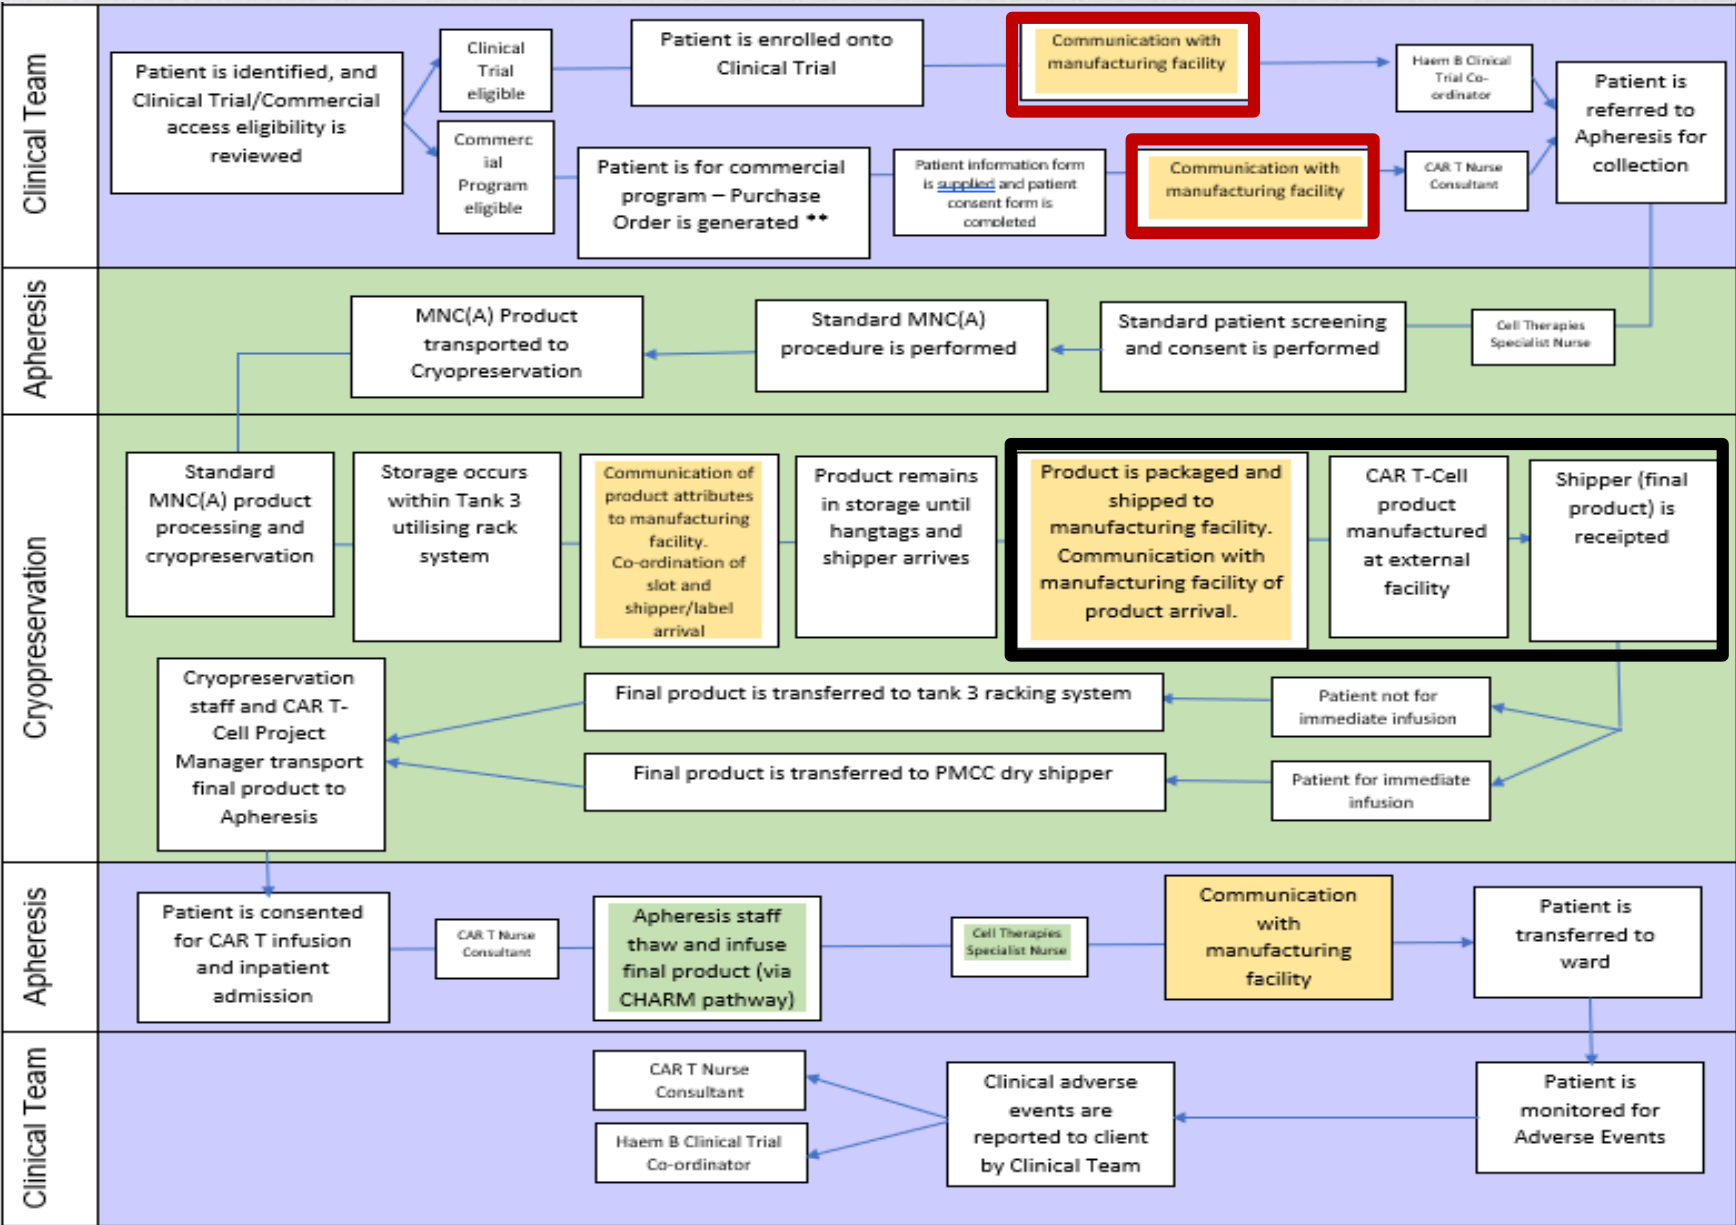 Clinical Team
Patient is identified, and
Clinical Trial/Commercial
access eligibility is
reviewed
Clinical
Trial
eligible
Patient is enrolled onto
Clinical Trial
Communication with
manufacturing facility
Haem B Clinical
Trial Co-
ordinator
Commerc
ial
Program
eligible
Patient is for commercial
program – Purchase
Order is generated **
Patient information form
is supplied and patient
consent form is
completed
Communication with
manufacturing facility
CAR T Nurse
Consultant
Patient is
referred to
Apheresis for
collection
Apheresis
Cell Therapies
Specialist Nurse
Standard patient screening
and consent is performed
Standard MNC(A)
procedure is performed
MNC(A) Product
transported to
Cryopreservation
Cryopreservation
Standard
MNC(A) product
processing and
cryopreservation
Storage occurs
within Tank 3
utilising rack
system
Communication of
product attributes
to manufacturing
facility.
Co-ordination of
slot and
shipper/label
arrival
Product remains
in storage until
hangtags and
shipper arrives
Product is packaged and
shipped to
manufacturing facility.
Communication with
manufacturing facility of
product arrival.
CAR T-Cell
product
manufactured
at external
facility
Shipper (final
product) is
receipted
Patient not for
immediate infusion
Final product is transferred to tank 3 racking system
Patient for immediate
infusion
Final product is transferred to PMCC dry shipper
Cryopreservation
staff and CAR T-
Cell Project
Manager transport
final product to
Apheresis
Apheresis
Patient is consented
for CAR T infusion
and inpatient
admission
CAR T Nurse
Consultant
Apheresis staff
thaw and infuse
final product (via
CHARM pathway)
Cell Therapies
Specialist Nurse
Communication
with
manufacturing
facility
Patient is
transferred to
ward
Clinical Team
Patient is
monitored for
Adverse Events
Clinical adverse
events are
reported to client
by Clinical Team
CAR T Nurse
Consultant
Haem B Clinical Trial
Co-ordinator